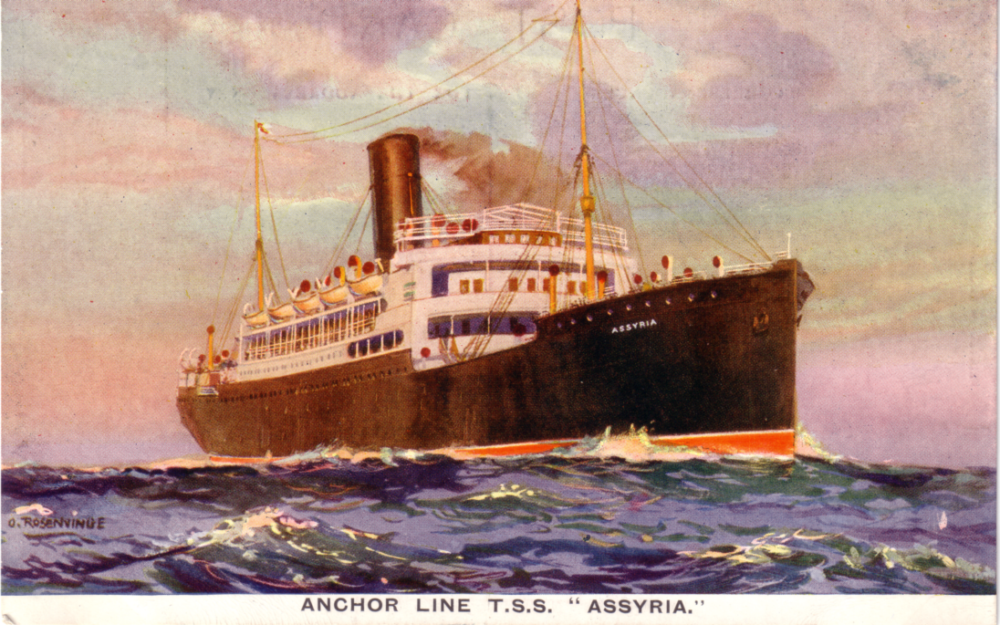 ASSYRIA
O. ROSENVINGE
ANCHOR LINE T.S.S. “ASSYRIA.”